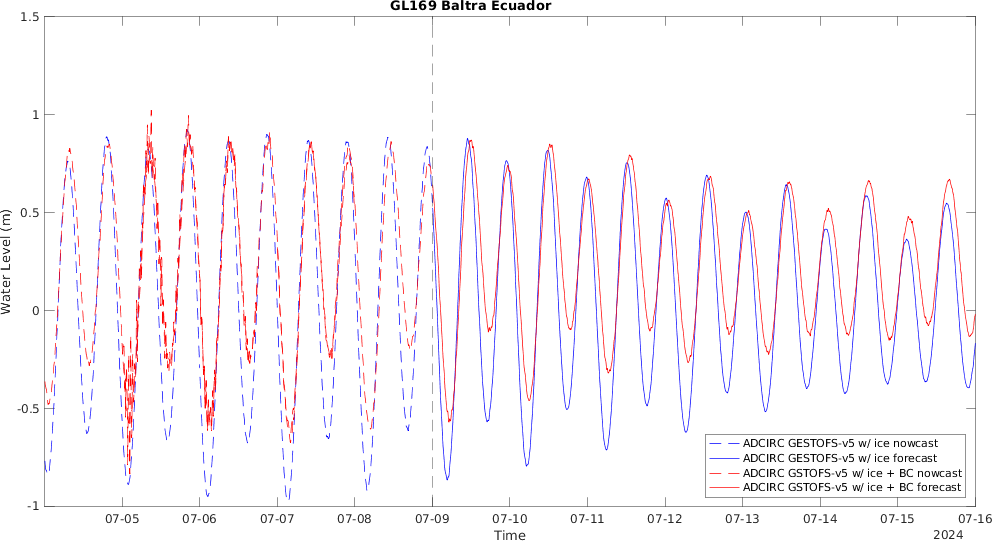 GL169 Baltra Ecuador
1.5
1
0.5
0
-0.5
-1
Water Level (m)
ADCIRC GESTOFS-v5 w/ ice nowcast
ADCIRC GESTOFS-v5 w/ ice forecast
ADCIRC GSTOFS-v5 w/ ice + BC nowcast
ADCIRC GSTOFS-v5 w/ ice + BC forecast
07-05 07-06 07-07 07-08 07-09 07-10 07-11 07-12 07-13 07-14 07-15 07-16
Time
2024